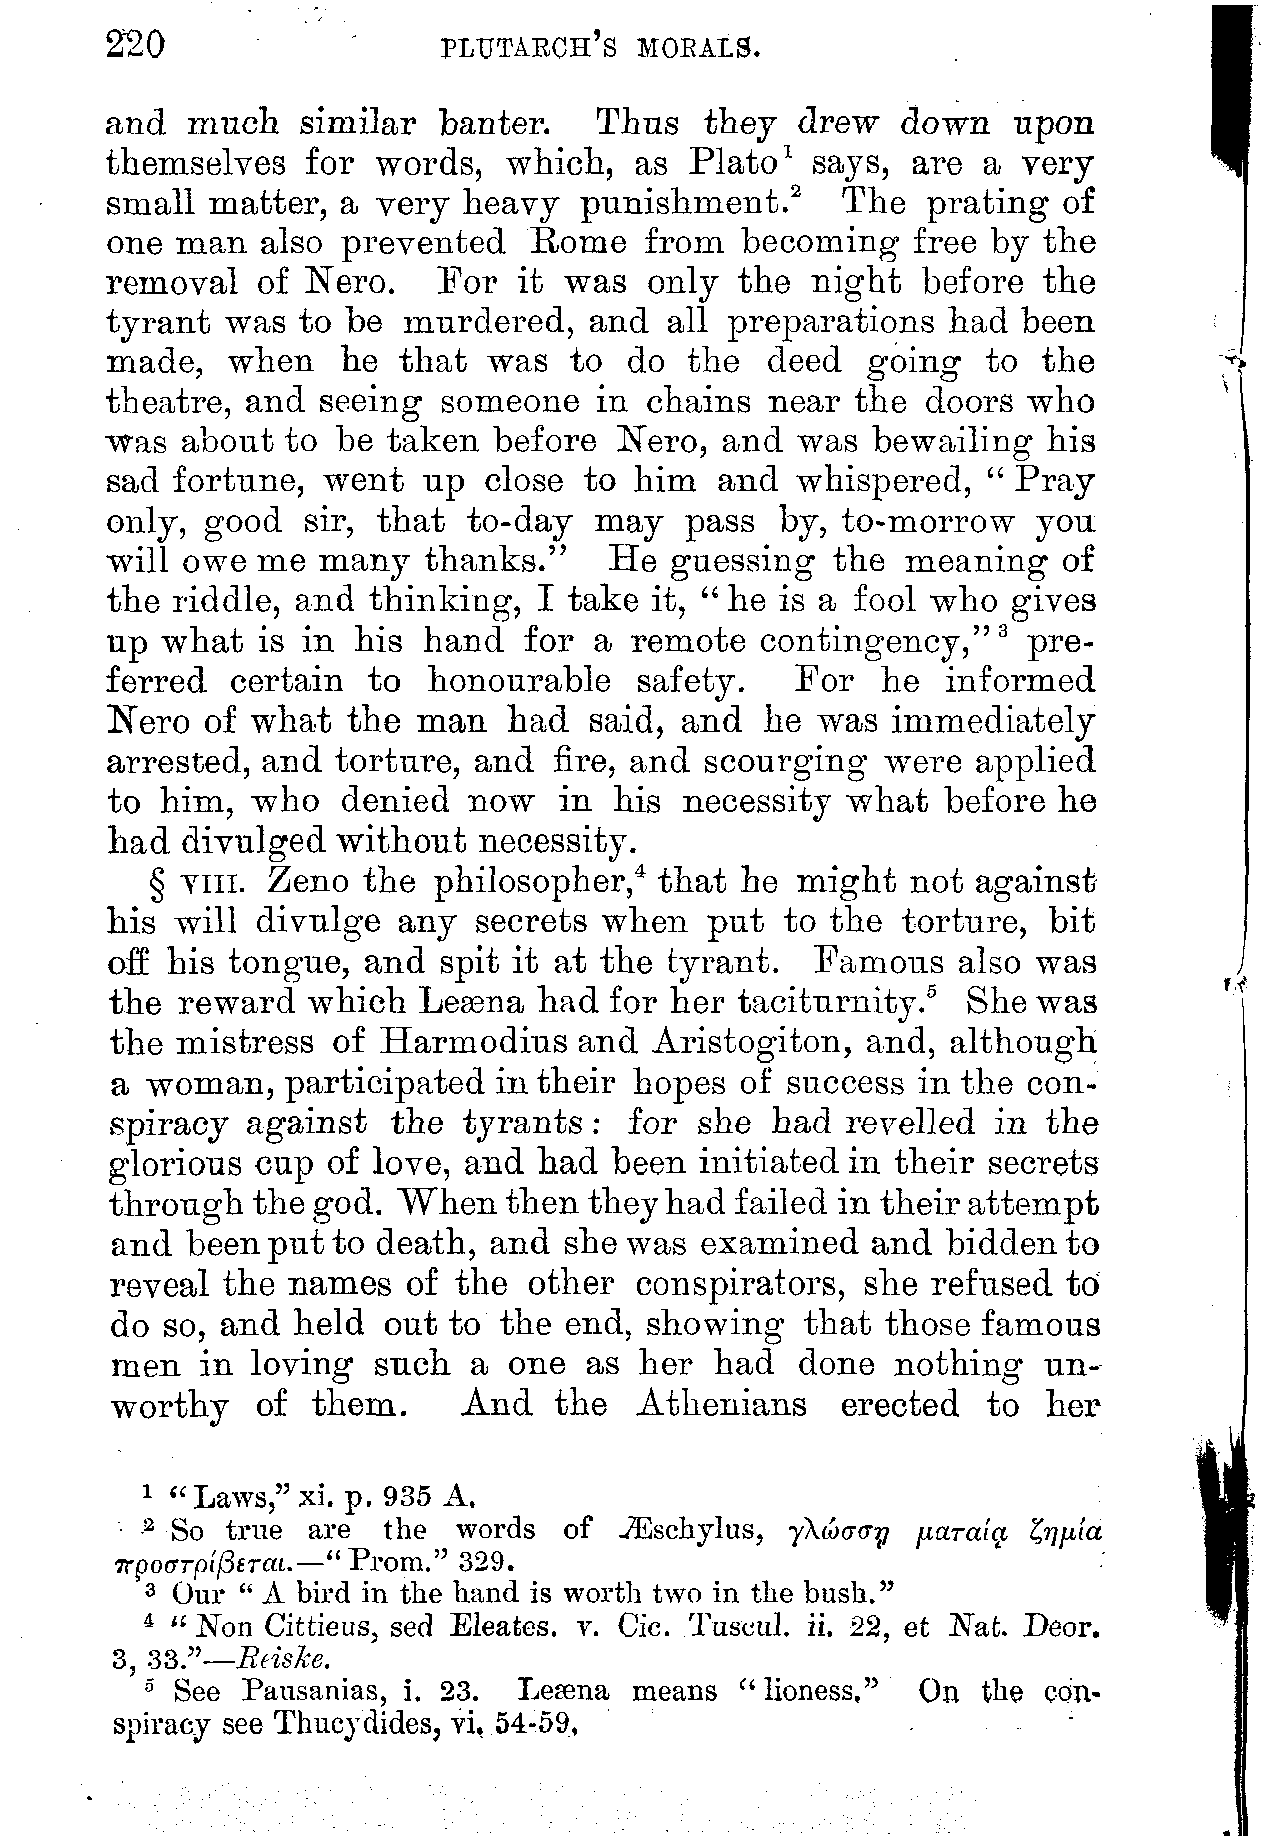 220 PLUTARCH'S MORALS.
and much similar banter. Thus they drew down upon
themselves for words, which, as Plato¹ says, are a very
small matter, a very heavy punishment.² The prating of
one man also prevented Rome from becoming free by the
removal of Nero. For it was only the night before the
tyrant was to be murdered, and all preparations had been
made, when he that was to do the deed going to the
theatre, and seeing someone in chains near the doors who
was about to be taken before Nero, and was bewailing his
sad fortune, went up close to him and whispered, “ Pray
only, good sir, that to-day may pass by, to-morrow you
will owe me many thanks.” He guessing the meaning of
the riddle, and thinking, I take it, “ he is a fool who gives
up what is in his hand for a remote contingency,”³ pre-
ferred certain to honourable safety. For he informed
Nero of what the man had said, and he was immediately
arrested, and torture, and fire, and scourging were applied
to him, who denied now in his necessity what before he
had divulged without necessity.
§ VIII. Zeno the philosopher,⁴ that he might not against
his will divulge any secrets when put to the torture, bit
off his tongue, and spit it at the tyrant. Famous also was
the reward which Leæna had for her taciturnity.⁵ She was
the mistress of Harmodius and Aristogiton, and, although
a woman, participated in their hopes of success in the con-
spiracy against the tyrants: for she had revelled in the
glorious cup of love, and had been initiated in their secrets
through the god. When then they had failed in their attempt
and been put to death, and she was examined and bidden to
reveal the names of the other conspirators, she refused to
do so, and held out to the end, showing that those famous
men in loving such a one as her had done nothing un-
worthy of them. And the Athenians erected to her
¹ “ Laws,” xi. p. 935 A.
² So true are the words of Æschylus, γλώσσῃ ματαίᾳ ζημία
προστρίβεται.—“ Prom.” 329.
³ Our “ A bird in the hand is worth two in the bush.”
⁴ “ Non Cittieus, sed Eleates. v. Cic. Tuscul. ii. 22, et Nat. Deor.
3, 33.”—Reiske.
⁵ See Pausanias, i. 23. Leæna means “ lioness.” On the con-
spiracy see Thucydides, vi. 54-59.